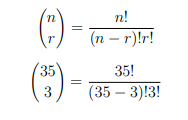 (n r) = n! / (n − r)!r!
(35 3) = 35! / (35 − 3)!3!